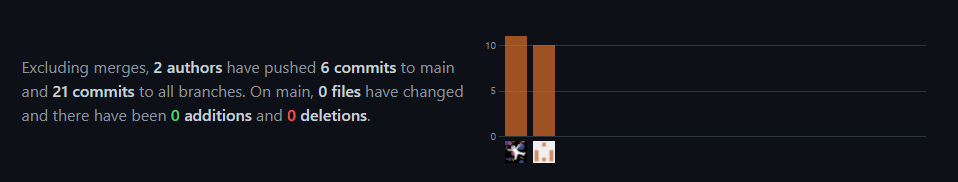 Excluding merges, 2 authors have pushed 6 commits to main
and 21 commits to all branches. On main, 0 files have changed
and there have been 0 additions and 0 deletions.
10
5
0